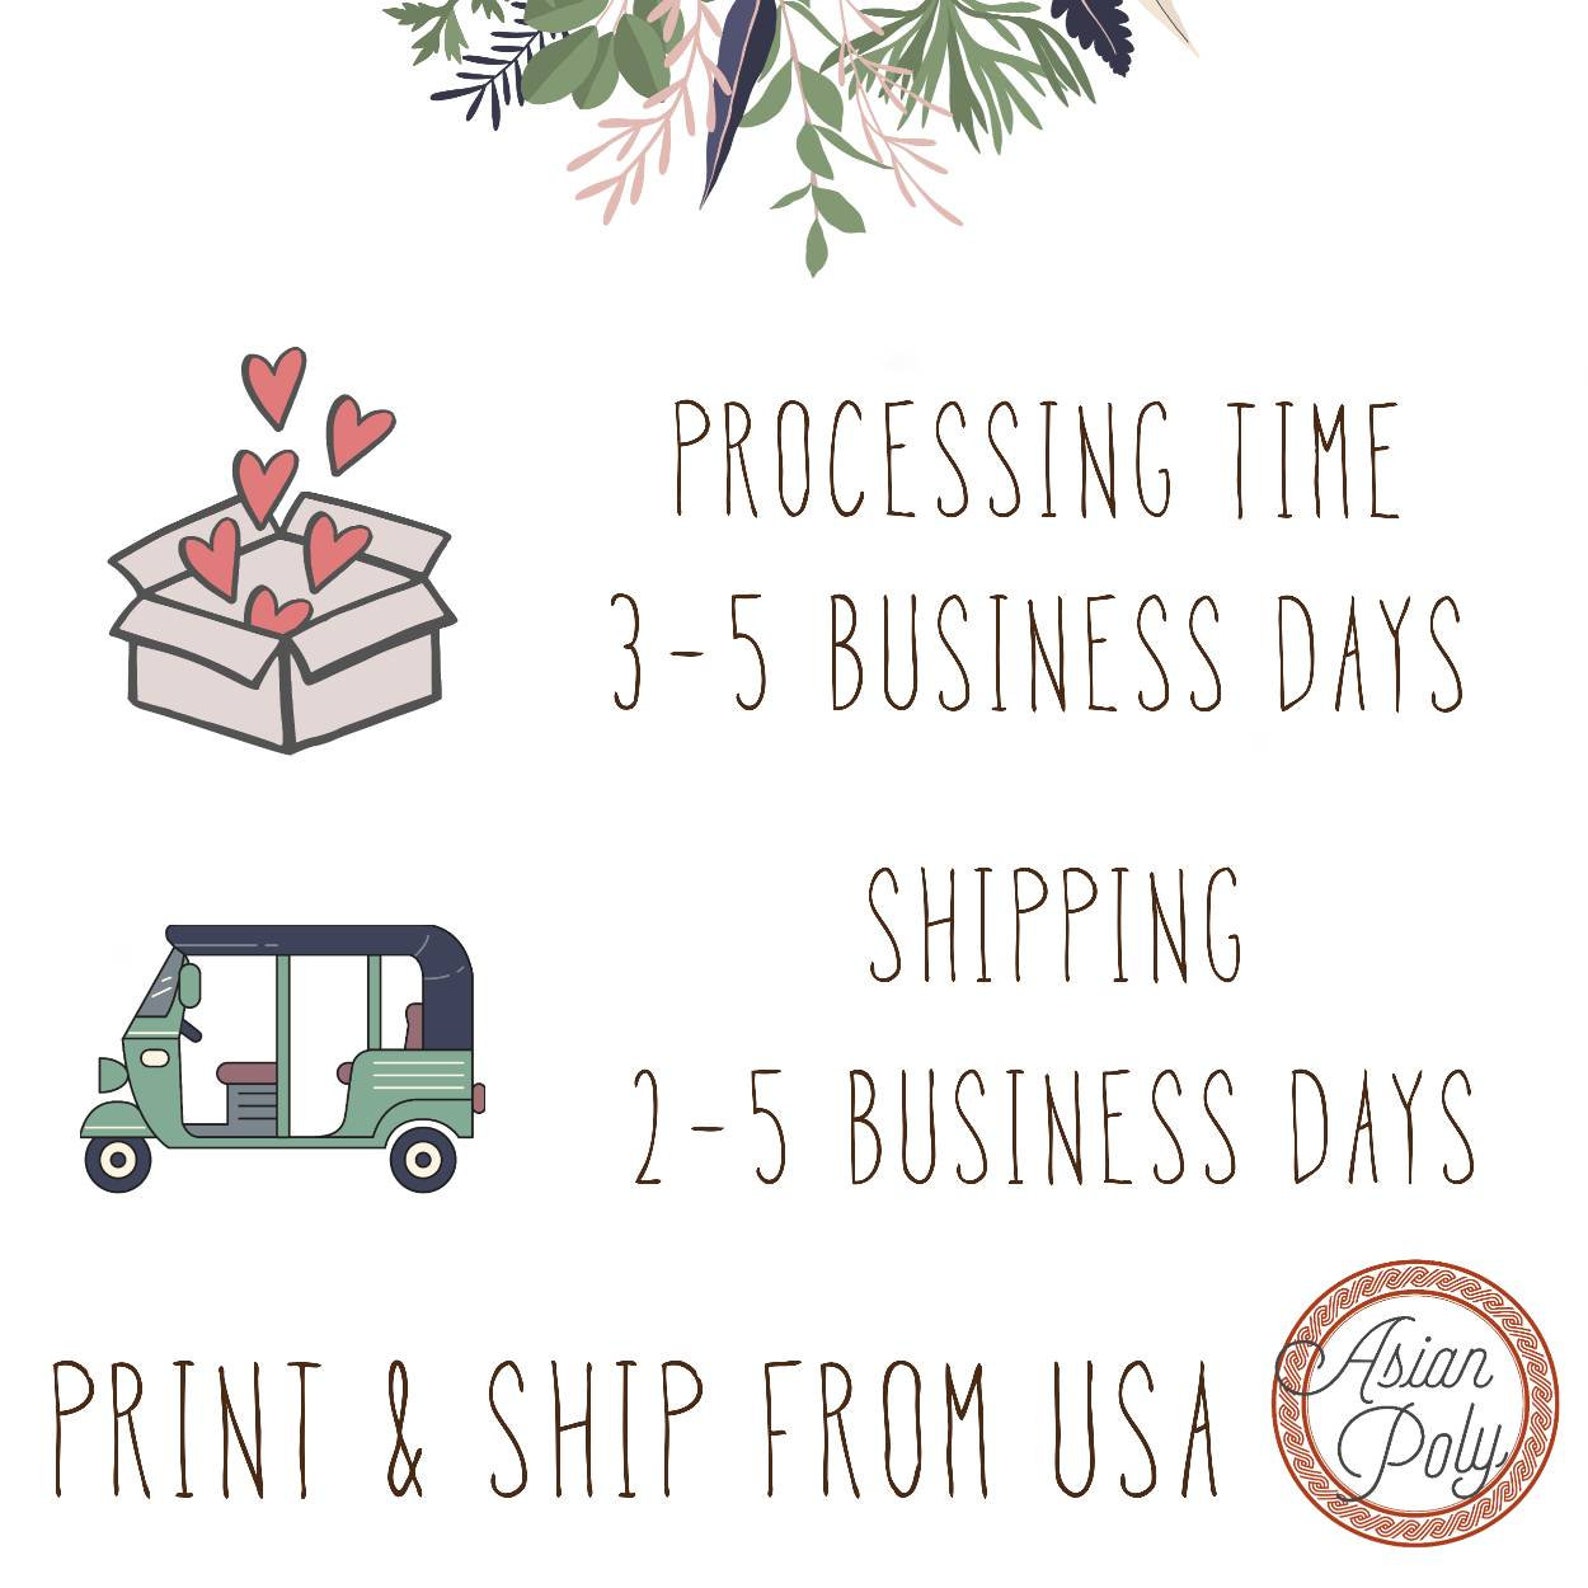 PROCESSING TIME
3-5 BUSINESS DAYS
SHIPPING
2-5 BUSINESS DAYS
PRINT & SHIP FROM USA
Asian
Poly